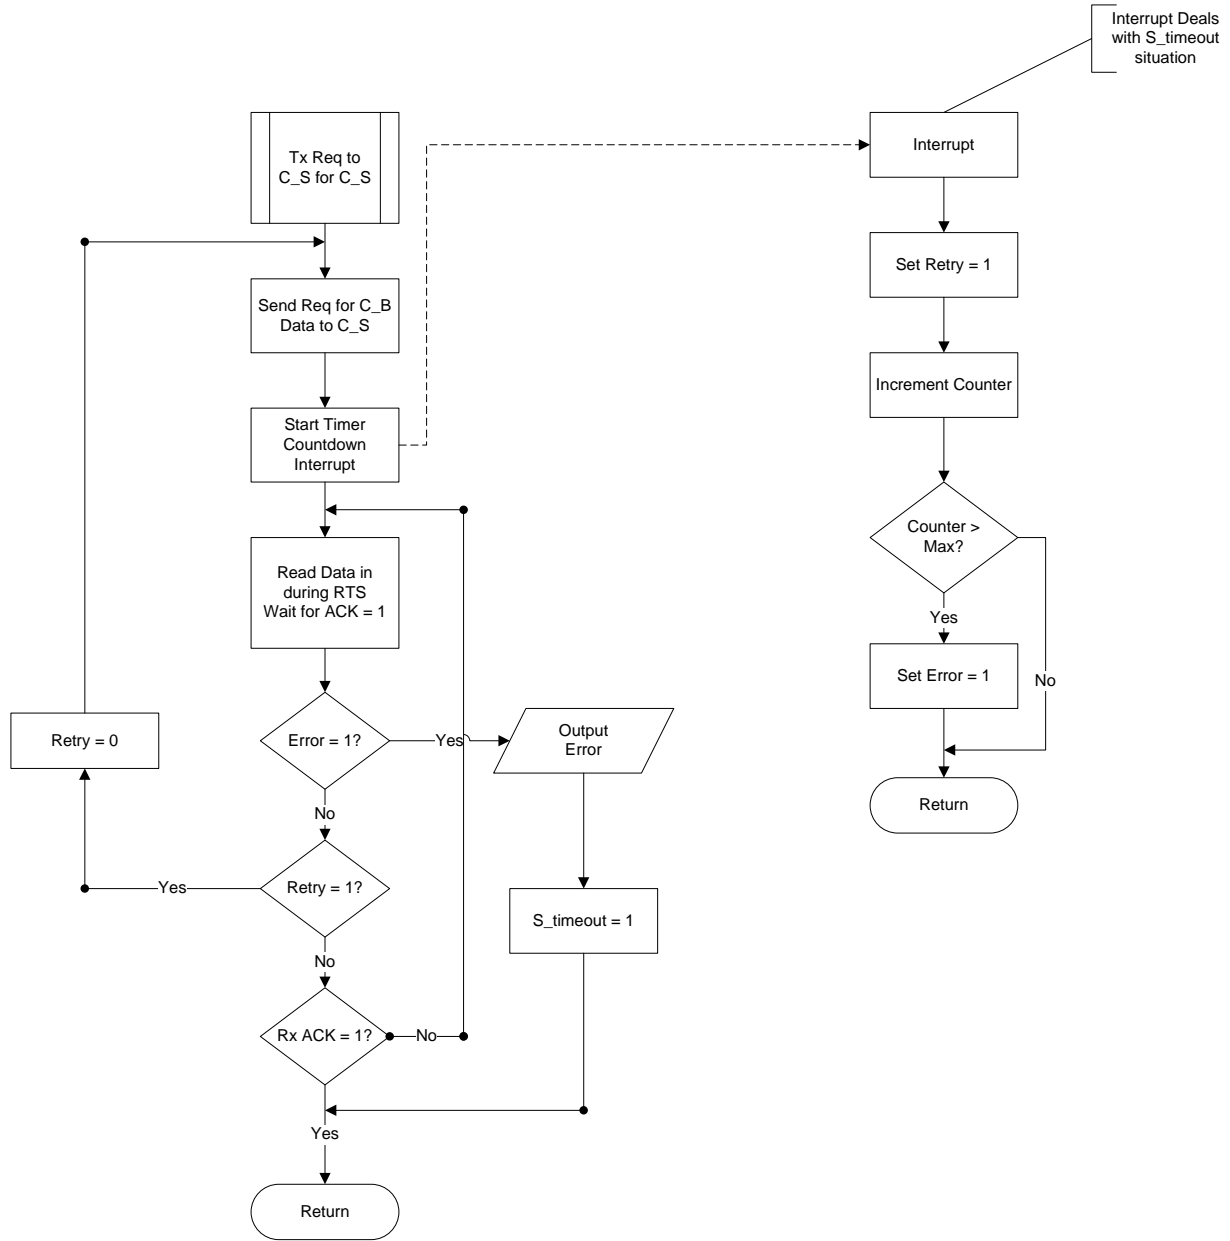 Interrupt Deals
with S_timeout
situation
Tx Req to
C_S for C_S
Interrupt
Send Req for C_B
Data to C_S
Set Retry = 1
Start Timer
Countdown
Interrupt
Increment Counter
Read Data in
during RTS
Wait for ACK = 1
Counter >
Max?
Yes
No
Set Error = 1
Retry = 0
Error = 1?
Yes
Output
Error
No
Return
Yes
Retry = 1?
S_timeout = 1
No
Rx ACK = 1?
No
Yes
Return